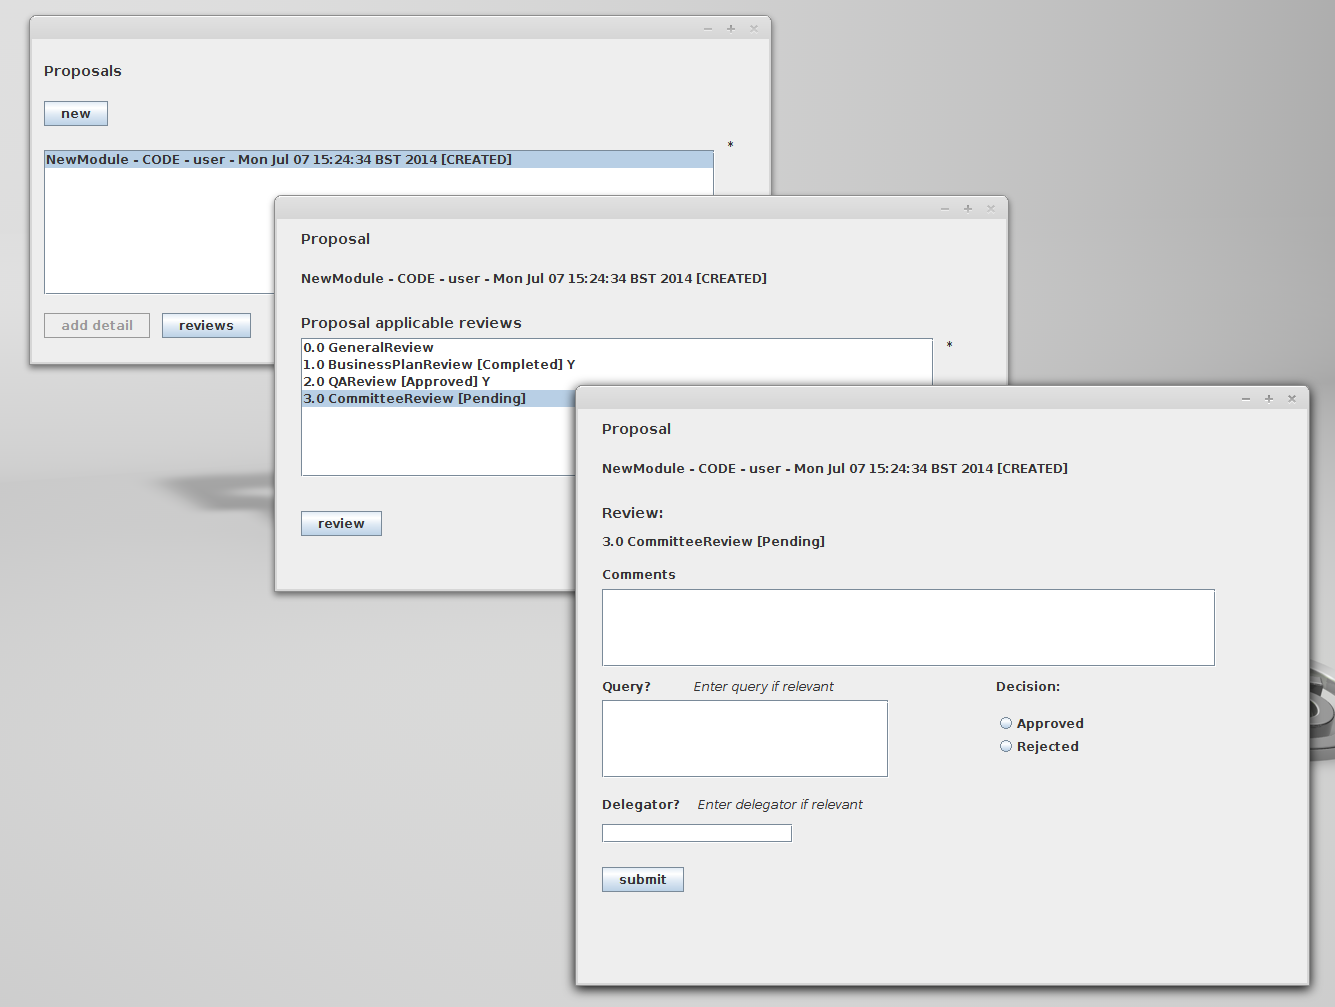 Proposals
new
*
NewModule - CODE - user - Mon Jul 07 15:24:34 BST 2014 [CREATED]
add detail
reviews
Proposal
NewModule - CODE - user - Mon Jul 07 15:24:34 BST 2014 [CREATED]
Proposal applicable reviews
*
0.0 GeneralReview
1.0 BusinessPlanReview [Completed] Y
2.0 QAReview [Approved] Y
3.0 CommitteeReview [Pending]
review
Proposal
NewModule - CODE - user - Mon Jul 07 15:24:34 BST 2014 [CREATED]
Review:
3.0 CommitteeReview [Pending]
Comments
Query? Enter query if relevant
Decision:
Approved
Rejected
Delegator? Enter delegator if relevant
submit